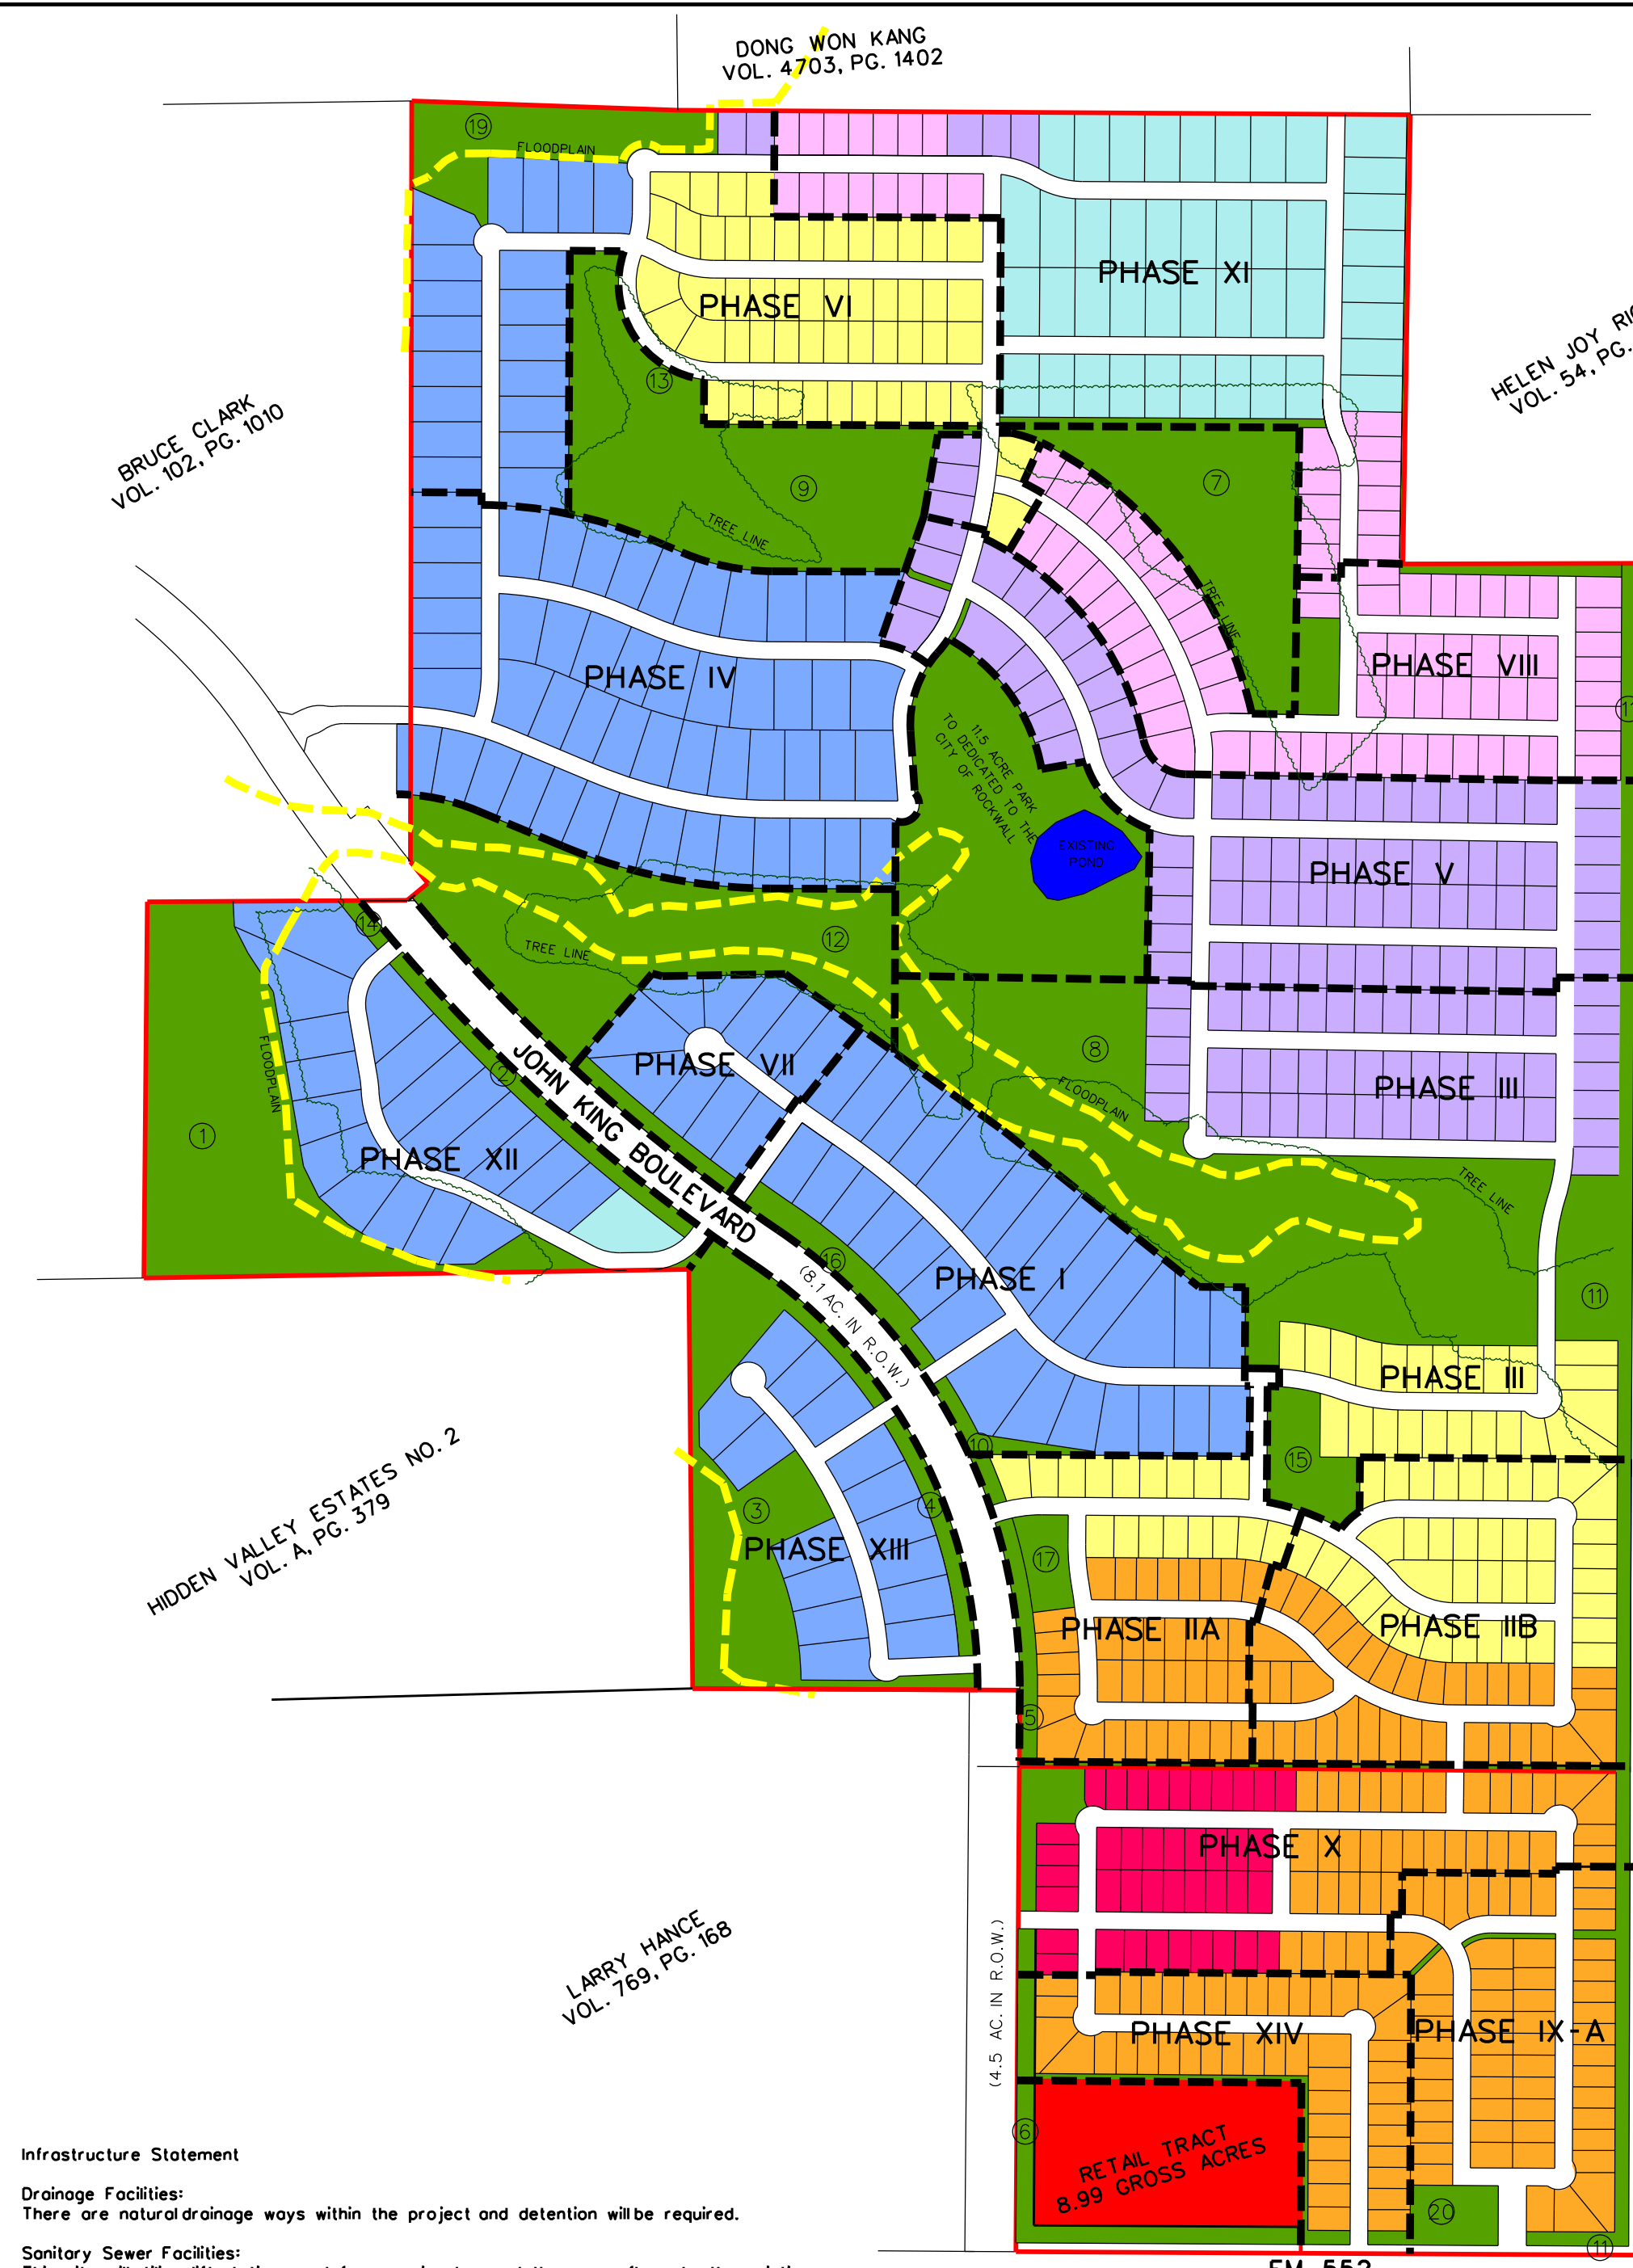 DONG WON KANG
VOL. 4703, PG. 1402
19
FLOODPLAIN
PHASE XI
PHASE VI
HELEN JOY
VOL. 54, PG.
13
BRUCE CLARK
VOL. 102, PG. 1010
9
7
TREE LINE
TREE LINE
PHASE IV
PHASE VIII
11
11.5 ACRE PARK
TO DEDICATED TO THE
CITY OF ROCKWALL
EXISTING
POND
PHASE V
14
12
TREE LINE
FLOODPLAIN
2
JOHN KING BOULEVARD
PHASE VII
8
FLOODPLAIN
PHASE III
1
PHASE XII
TREE LINE
16
(8.1 AC. IN R.O.W.)
PHASE I
11
PHASE III
10
15
HIDDEN VALLEY ESTATES NO. 2
VOL. A, PG. 379
3
4
PHASE XIII
17
PHASE IIA
PHASE IIB
5
PHASE X
LARRY HANCE
VOL. 769, PG. 168
(4.5 AC. IN R.O.W.)
PHASE XIV
PHASE IX-A
6
RETAIL TRACT
8.99 GROSS ACRES
20
11
Infrastructure Statement
Drainage Facilities:
There are natural drainage ways within the project and detention will be required.
Sanitary Sewer Facilities:
FM 552